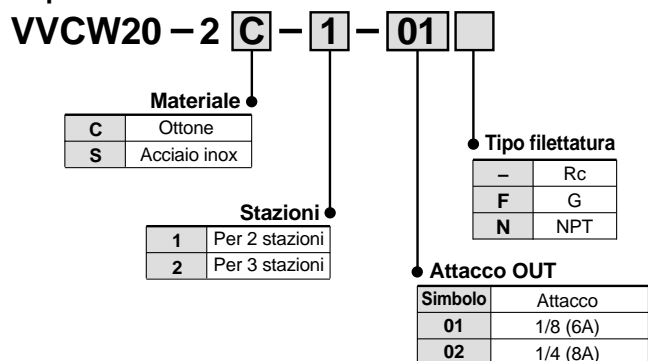 VVCW20 – 2 C – 1 – 01
Materiale
C Ottone
S Acciaio inox
Tipo filettatura
– Rc
F G
N NPT
Stazioni
1 Per 2 stazioni
2 Per 3 stazioni
Attacco OUT
Simbolo Attacco
01 1/8 (6A)
02 1/4 (8A)